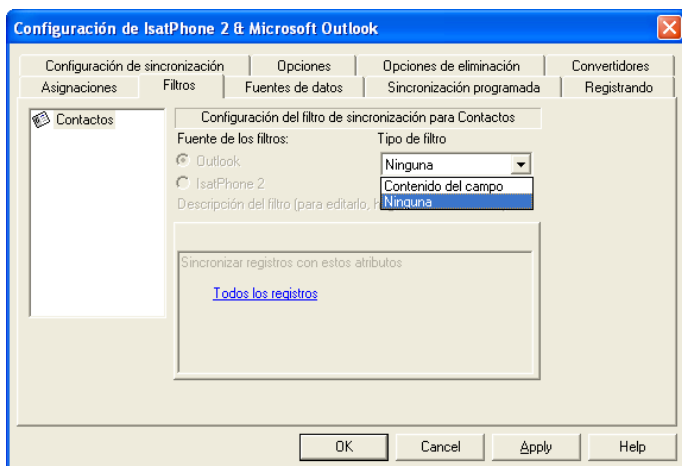 Configuración de IsatPhone 2 & Microsoft Outlook
Configuración de sincronización Opciones Opciones de eliminación Convertidores
Asignaciones Filtros Fuentes de datos Sincronización programada Registrando
Contactos
Configuración del filtro de sincronización para Contactos
Fuente de los filtros: Tipo de filtro
Outlook Ninguna
IsatPhone 2 Contenido del campo
Descripción del filtro (para editarlo, Ninguna
Sincronizar registros con estos atributos
Todos los registros
OK Cancel Apply Help